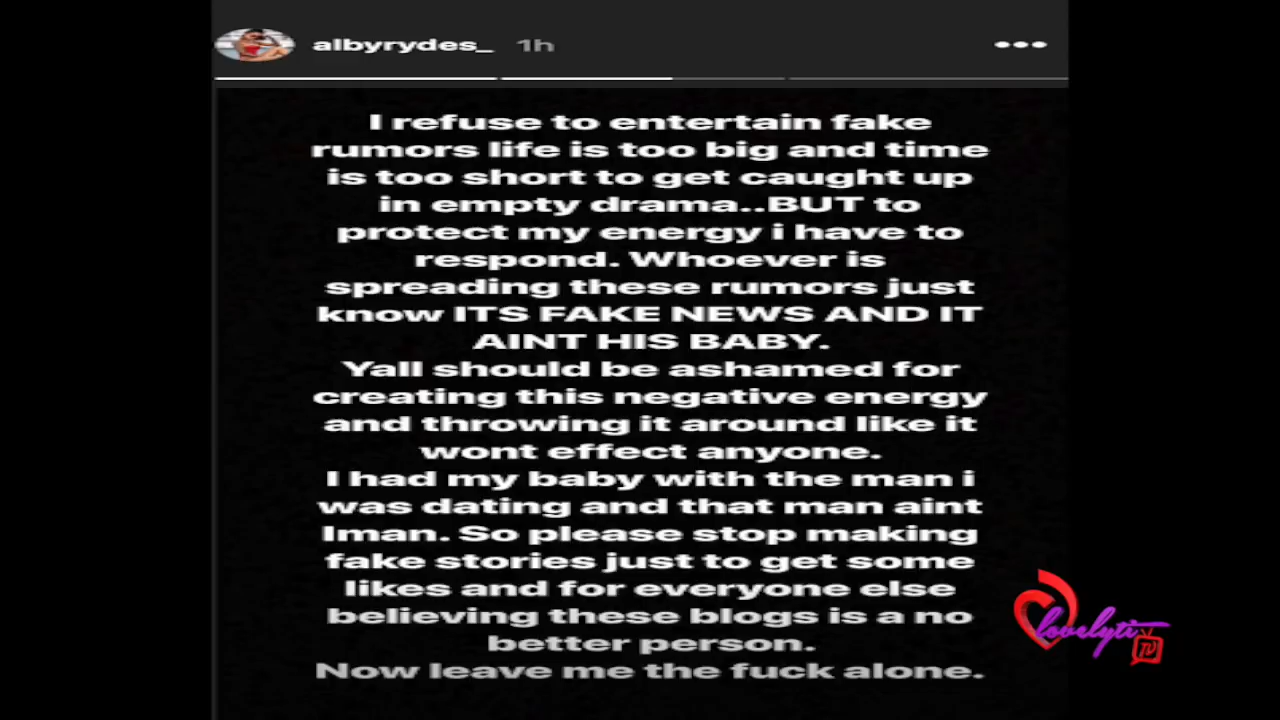 albyrydes_ 1h
I refuse to entertain fake
rumors life is too big and time
is too short to get caught up
in empty drama..BUT to
protect my energy i have to
respond. Whoever is
spreading these rumors just
know ITS FAKE NEWS AND IT
AINT HIS BABY.
Yall should be ashamed for
creating this negative energy
and throwing it around like it
wont effect anyone.
I had my baby with the man i
was dating and that man aint
Iman. So please stop making
fake stories just to get some
likes and for everyone else
believing these blogs is a no
better person.
Now leave me the fuck alone.
lovelyti
TV